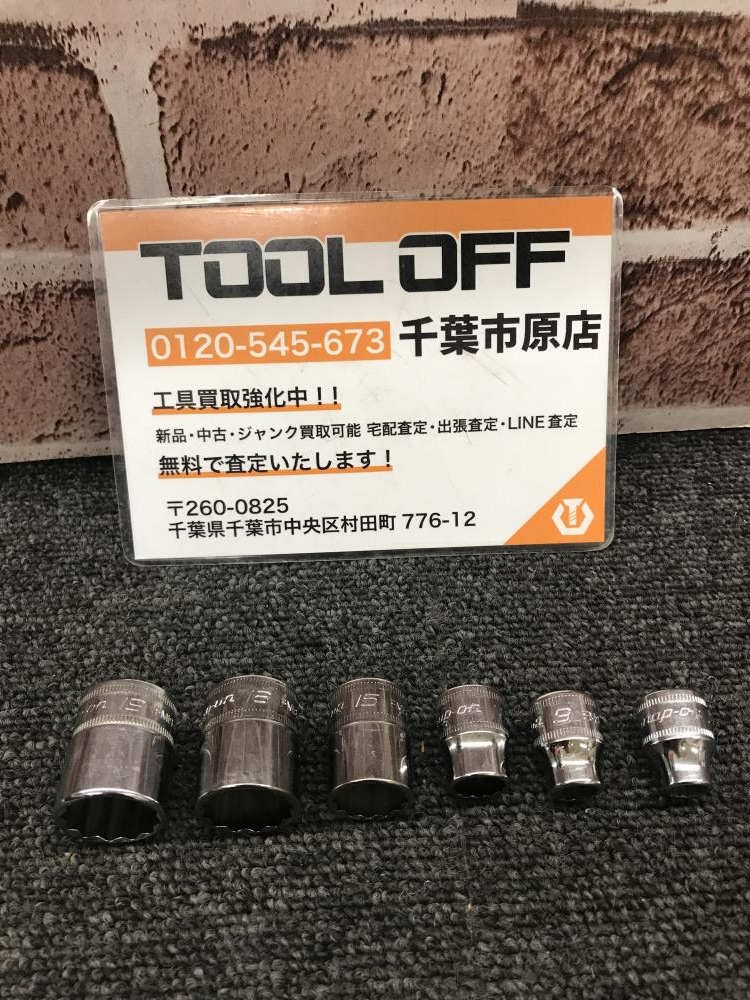 TOOL OFF
0120-545-673 千葉市原店
工具買取強化中！！
新品・中古・ジャンク買取可能 宅配査定・出張査定・LINE査定
無料で査定いたします！
〒260-0825
千葉県千葉市中央区村田町 776-12
19
15
9